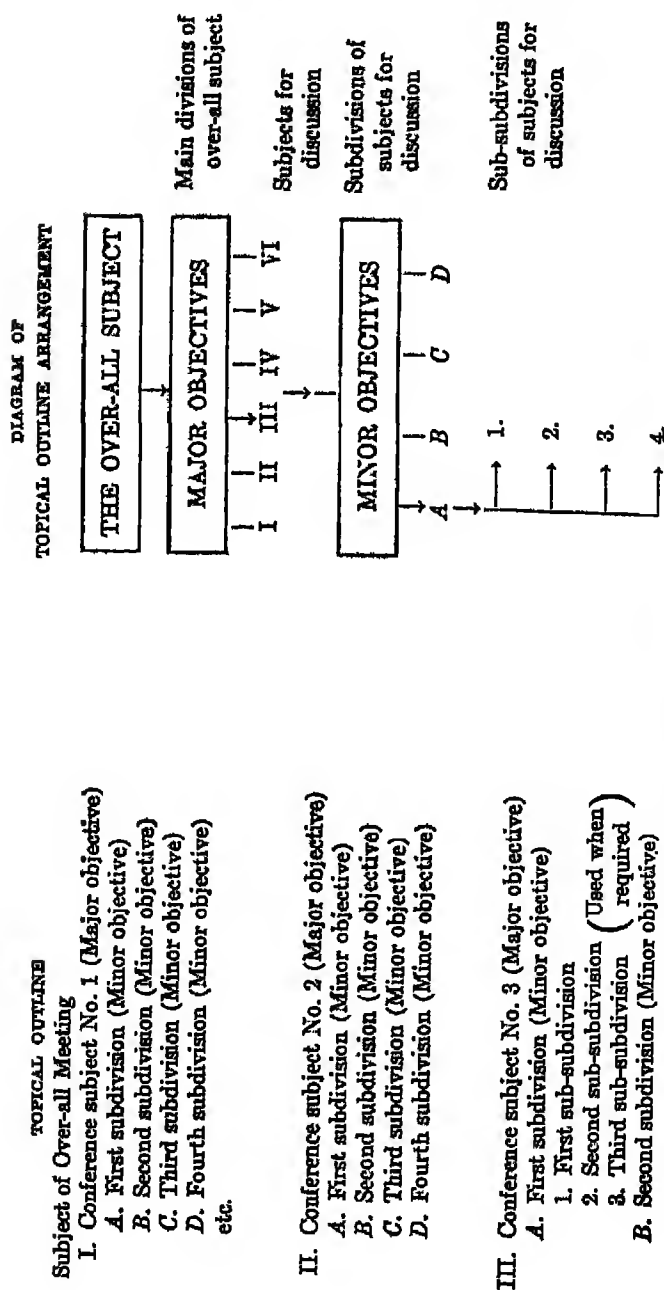 TOPICAL OUTLINE
Subject of Over-all Meeting
I. Conference subject No. 1 (Major objective)
A. First subdivision (Minor objective)
B. Second subdivision (Minor objective)
C. Third subdivision (Minor objective)
D. Fourth subdivision (Minor objective)
etc.
II. Conference subject No. 2 (Major objective)
A. First subdivision (Minor objective)
B. Second subdivision (Minor objective)
C. Third subdivision (Minor objective)
D. Fourth subdivision (Minor objective)
III. Conference subject No. 3 (Major objective)
A. First subdivision (Minor objective)
1. First sub-subdivision
2. Second sub-subdivision (Used when
3. Third sub-subdivision required)
B. Second subdivision (Minor objective)
DIAGRAM OF
TOPICAL OUTLINE ARRANGEMENT
THE OVER-ALL SUBJECT
MAJOR OBJECTIVES
Main divisions of
over-all subject
I II III IV V VI
Subjects for
discussion
MINOR OBJECTIVES
Subdivisions of
subjects for
discussion
A B C D
1.
2.
3.
4.
Sub-subdivisions
of subjects for
discussion